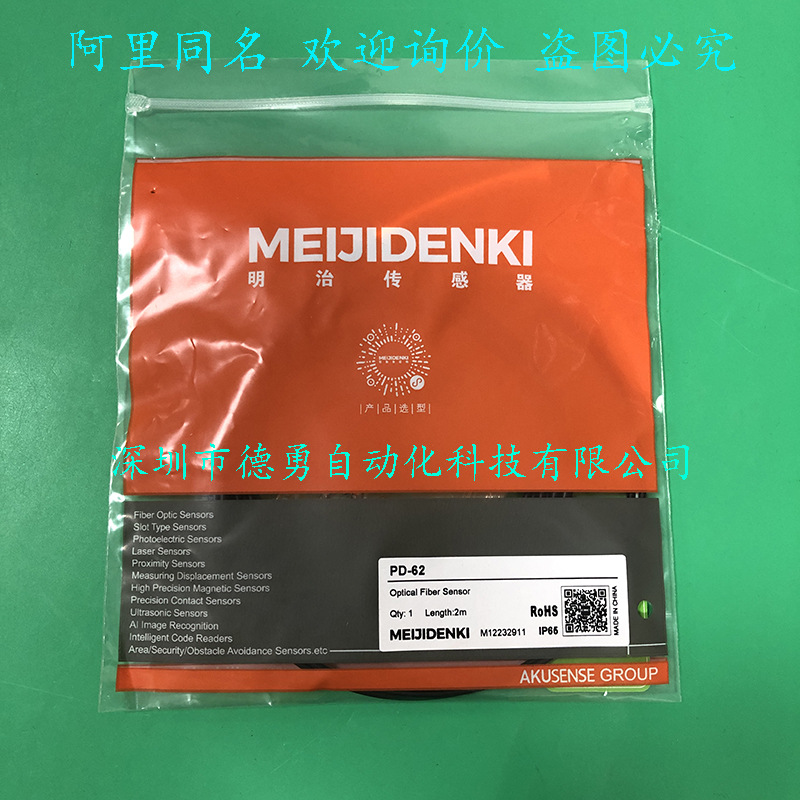 阿里同名 欢迎询价 盗图必究
MEIJIDENKI
明治传感器
MEIJIDENKI
|产|品|选|型|
深圳市德勇自动化科技有限公司
Fiber Optic Sensors
Slot Type Sensors
Photoelectric Sensors
Laser Sensors
Proximity Sensors
Measuring Displacement Sensors
High Precision Magnetic Sensors
Precision Contact Sensors
Ultrasonic Sensors
AI Image Recognition
Intelligent Code Readers
Area/Security/Obstacle Avoidance Sensors.etc
PD-62
Optical Fiber Sensor
Qty: 1 Length:2m
RoHS
MEIJIDENKI M12232911 IP65
MADE IN CHINA
AKUSENSE GROUP